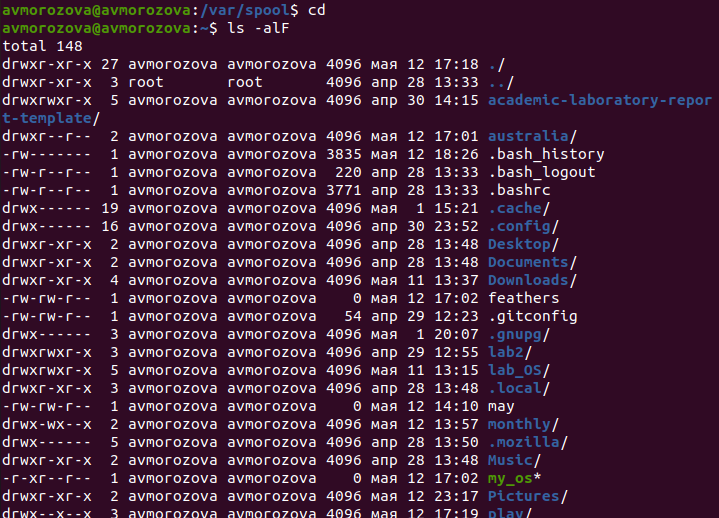 avmorozova@avmorozova:/var/spool$ cd
avmorozova@avmorozova:~$ ls -alF
total 148
drwxr-xr-x 27 avmorozova avmorozova 4096 мая 12 17:18 ./
drwxr-xr-x  3 root       root       4096 апр 28 13:33 ../
drwxrwxr-x  5 avmorozova avmorozova 4096 апр 30 14:15 academic-laboratory-repor
t-template/
drwxr--r--  2 avmorozova avmorozova 4096 мая 12 17:01 australia/
-rw-------  1 avmorozova avmorozova 3835 мая 12 18:26 .bash_history
-rw-r--r--  1 avmorozova avmorozova  220 апр 28 13:33 .bash_logout
-rw-r--r--  1 avmorozova avmorozova 3771 апр 28 13:33 .bashrc
drwx------ 19 avmorozova avmorozova 4096 мая  1 15:21 .cache/
drwx------ 16 avmorozova avmorozova 4096 апр 30 23:52 .config/
drwxr-xr-x  2 avmorozova avmorozova 4096 апр 28 13:48 Desktop/
drwxr-xr-x  2 avmorozova avmorozova 4096 апр 28 13:48 Documents/
drwxr-xr-x  4 avmorozova avmorozova 4096 мая 11 13:37 Downloads/
-rw-rw-r--  1 avmorozova avmorozova    0 мая 12 17:02 feathers
-rw-rw-r--  1 avmorozova avmorozova   54 апр 29 12:23 .gitconfig
drwx------  3 avmorozova avmorozova 4096 мая  1 20:07 .gnupg/
drwxrwxr-x  3 avmorozova avmorozova 4096 апр 29 12:55 lab2/
drwxrwxr-x  5 avmorozova avmorozova 4096 мая 11 13:15 lab_OS/
drwxr-xr-x  3 avmorozova avmorozova 4096 апр 28 13:48 .local/
-rw-rw-r--  1 avmorozova avmorozova    0 мая 12 14:10 may
drwx-wx--x  2 avmorozova avmorozova 4096 мая 12 13:57 monthly/
drwx------  5 avmorozova avmorozova 4096 апр 28 13:50 .mozilla/
drwxr-xr-x  2 avmorozova avmorozova 4096 апр 28 13:48 Music/
-r-xr--r--  1 avmorozova avmorozova    0 мая 12 17:02 my_os*
drwxr-xr-x  2 avmorozova avmorozova 4096 мая 12 23:17 Pictures/
drwx--x--x  3 avmorozova avmorozova 4096 мая 12 17:19 play/